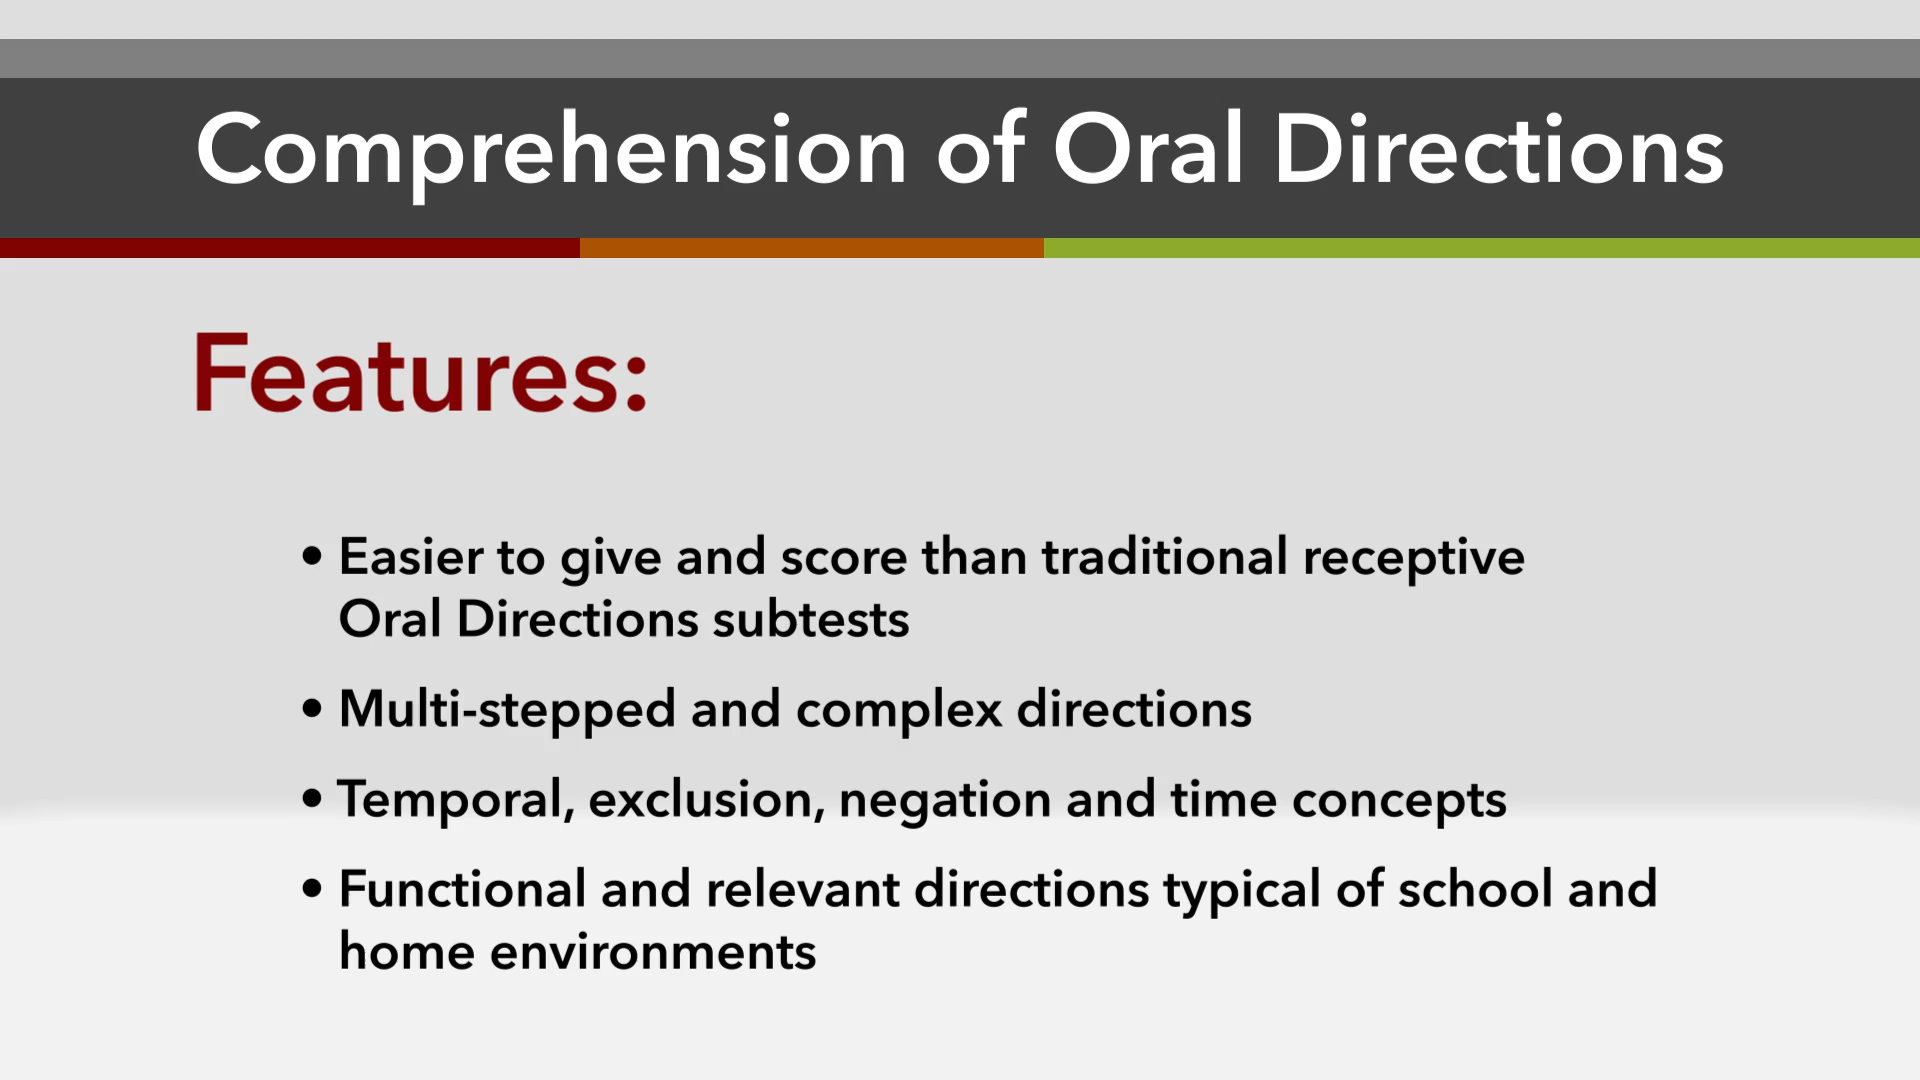 Comprehension of Oral Directions
Features:
• Easier to give and score than traditional receptive
Oral Directions subtests
• Multi-stepped and complex directions
• Temporal, exclusion, negation and time concepts
• Functional and relevant directions typical of school and
home environments